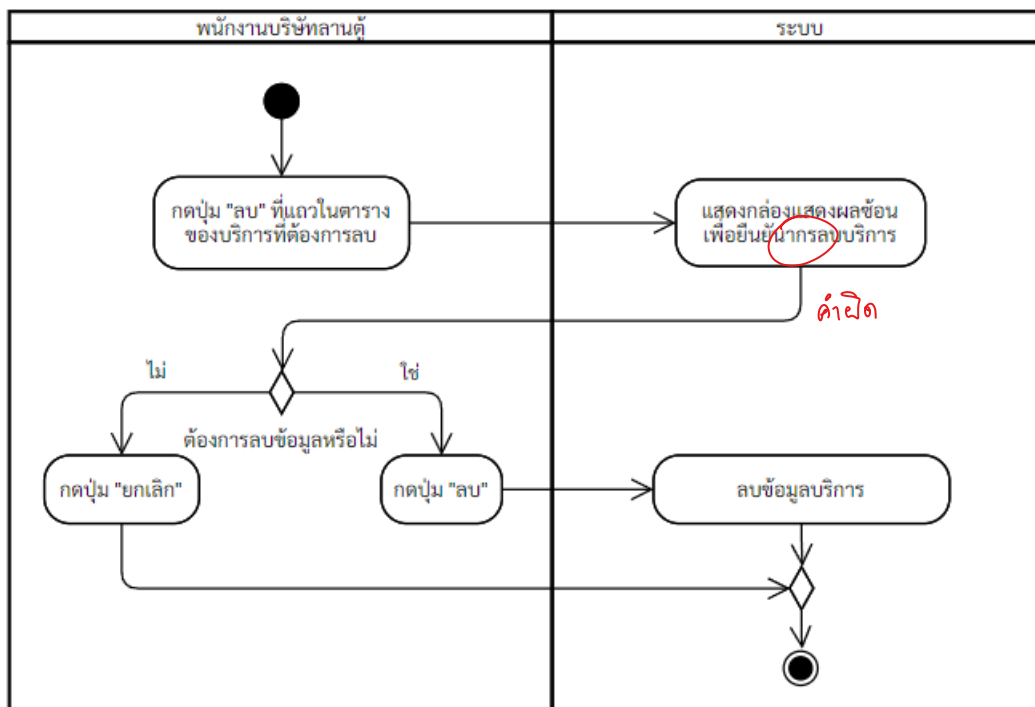 พนักงานบริษัทลานตู้
ระบบ
กดปุ่ม "ลบ" ที่แถวในตาราง
ของบริการที่ต้องการลบ
แสดงกล่องแสดงผลซ้อน
เพื่อยืนยันากรลบบริการ
คำผิด
ไม่
ใช่
ต้องการลบข้อมูลหรือไม่
กดปุ่ม "ยกเลิก"
กดปุ่ม "ลบ"
ลบข้อมูลบริการ